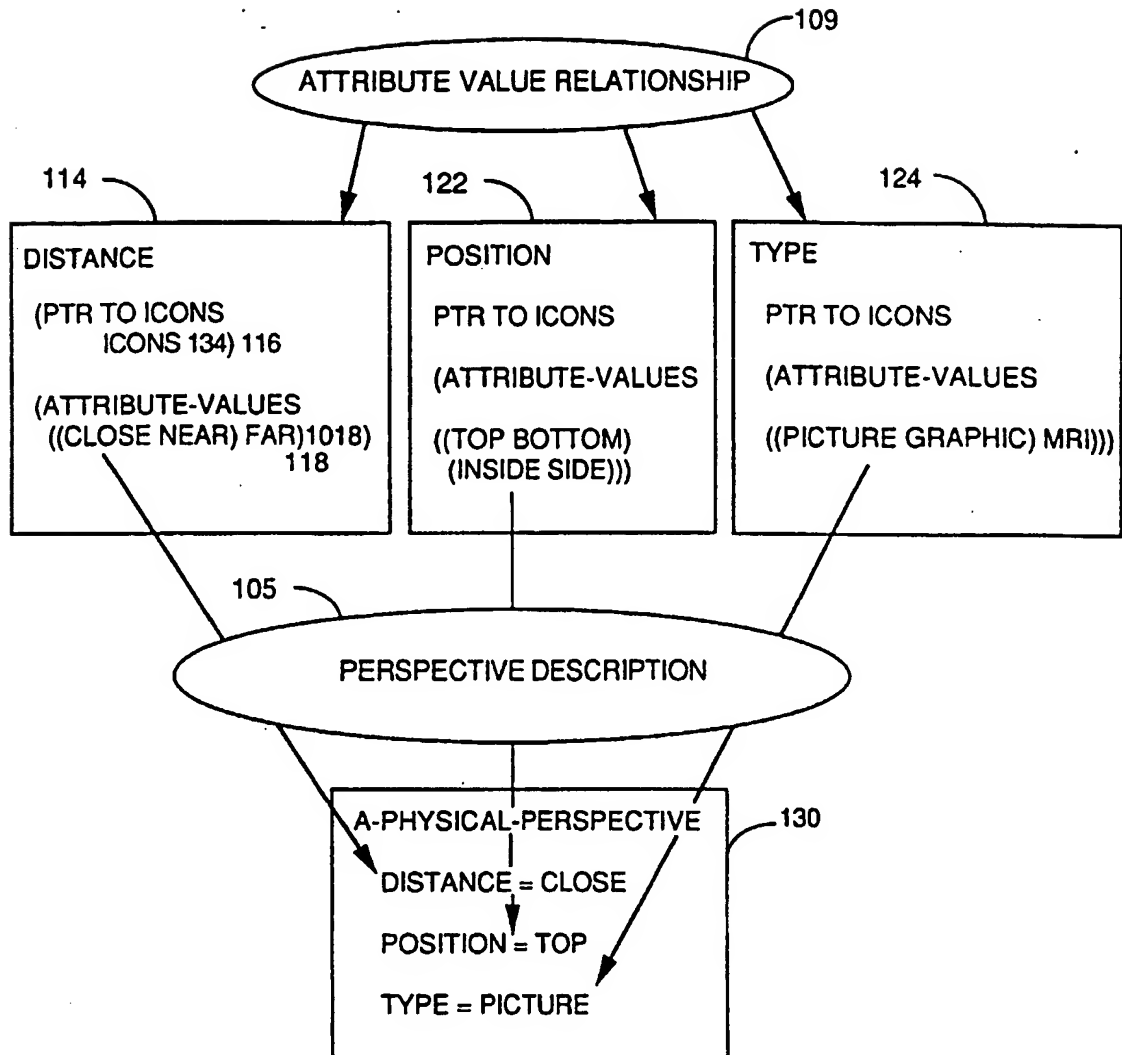 109
ATTRIBUTE VALUE RELATIONSHIP
114
122
124
DISTANCE
(PTR TO ICONS
ICONS 134) 116
(ATTRIBUTE-VALUES
((CLOSE NEAR) FAR)1018)
118
POSITION
PTR TO ICONS
(ATTRIBUTE-VALUES
((TOP BOTTOM)
(INSIDE SIDE)))
TYPE
PTR TO ICONS
(ATTRIBUTE-VALUES
((PICTURE GRAPHIC) MRI)))
105
PERSPECTIVE DESCRIPTION
A-PHYSICAL-PERSPECTIVE
130
DISTANCE = CLOSE
POSITION = TOP
TYPE = PICTURE